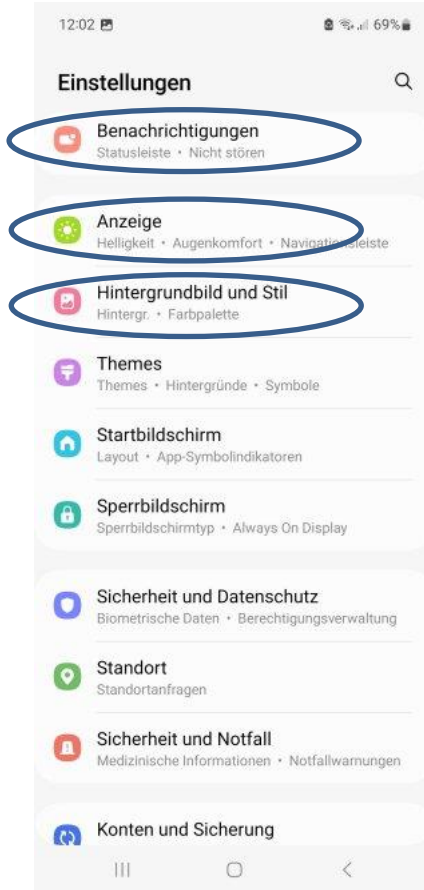 12:02
69%
Einstellungen
Benachrichtigungen
Statusleiste • Nicht stören
Anzeige
Helligkeit • Augenkomfort • Navigationsleiste
Hintergrundbild und Stil
Hintergr. • Farbpalette
Themes
Themes • Hintergründe • Symbole
Startbildschirm
Layout • App-Symbolindikatoren
Sperrbildschirm
Sperrbildschirmtyp • Always On Display
Sicherheit und Datenschutz
Biometrische Daten • Berechtigungsverwaltung
Standort
Standortanfragen
Sicherheit und Notfall
Medizinische Informationen • Notfallwarnungen
Konten und Sicherung